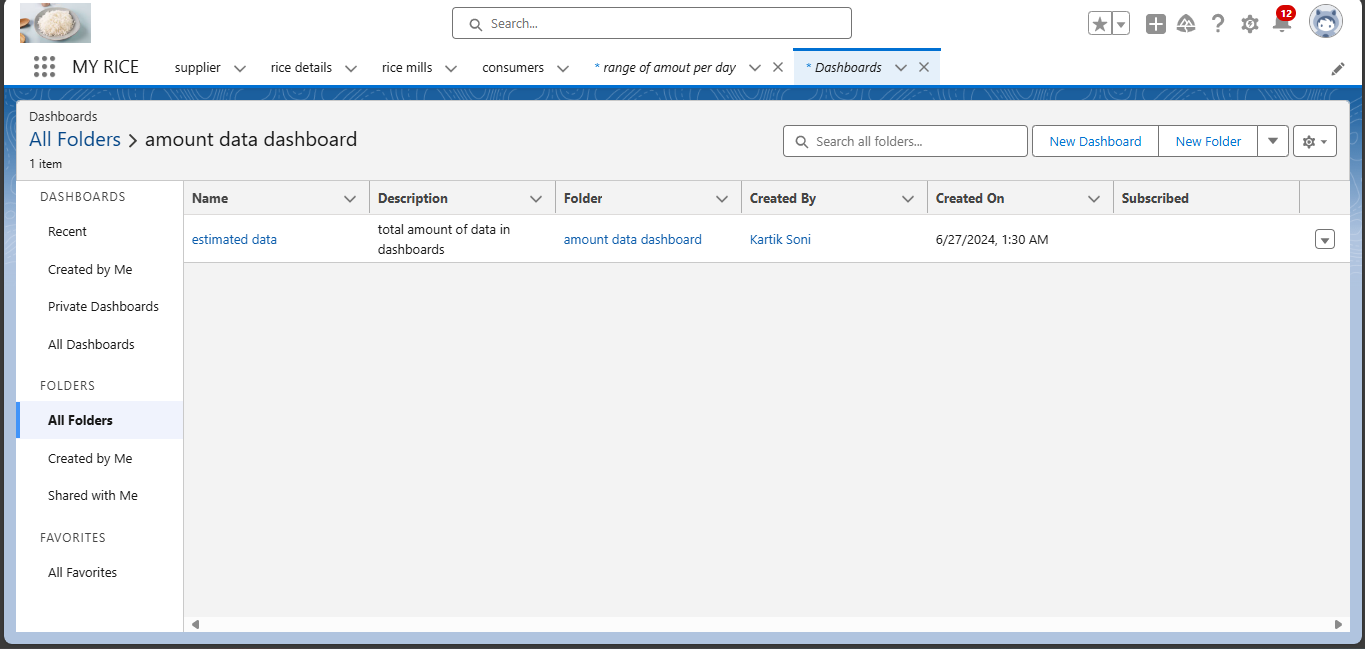 Search...
12
MY RICE
supplier
rice details
rice mills
consumers
* range of amout per day
* Dashboards
Dashboards
All Folders > amount data dashboard
1 item
Search all folders...
New Dashboard
New Folder
DASHBOARDS
Recent
Created by Me
Private Dashboards
All Dashboards
FOLDERS
All Folders
Created by Me
Shared with Me
FAVORITES
All Favorites
Name
Description
Folder
Created By
Created On
Subscribed
estimated data
total amount of data in
dashboards
amount data dashboard
Kartik Soni
6/27/2024, 1:30 AM